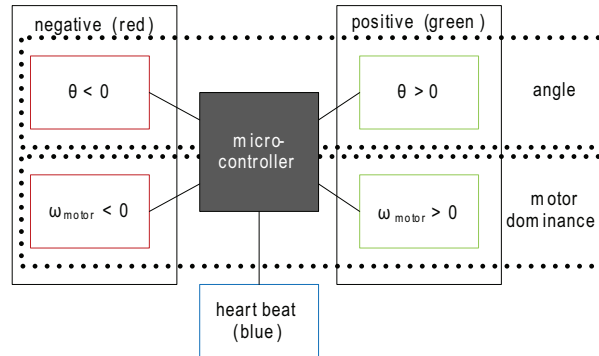 negative (red)
positive (green)
θ < 0
θ > 0
angle
micro-
controller
ω motor < 0
ω motor > 0
motor
dominance
heart beat
(blue)